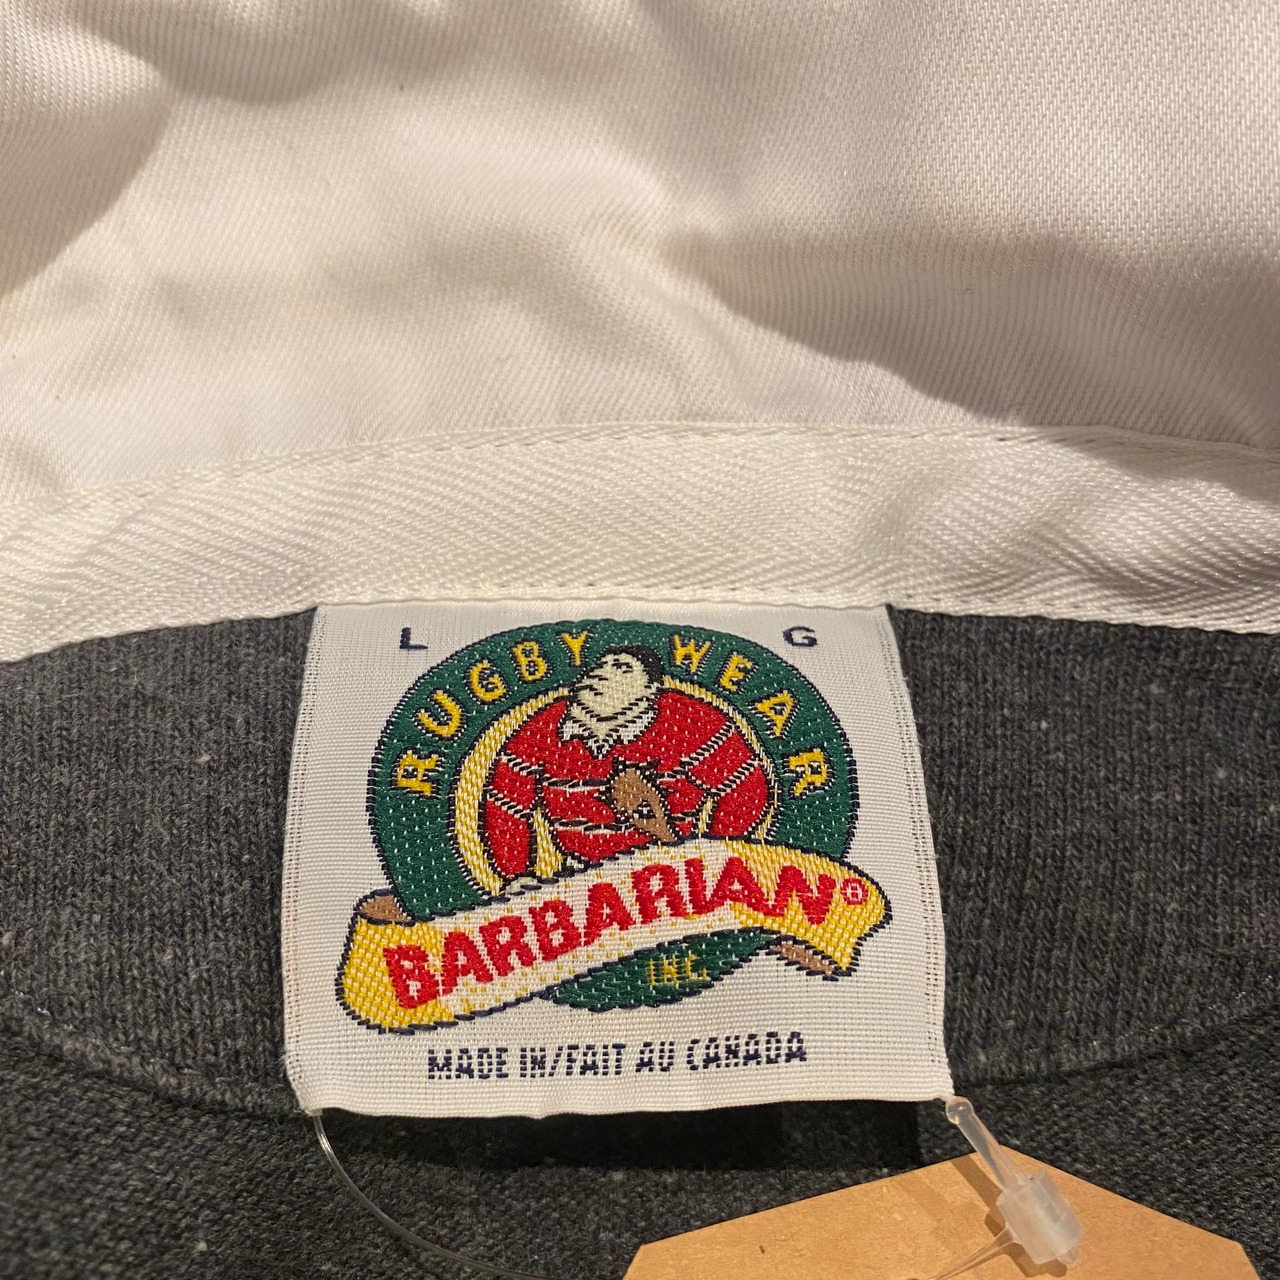 L G
RUGBY WEAR
BARBARIAN®
INC.
MADE IN/FAIT AU CANADA